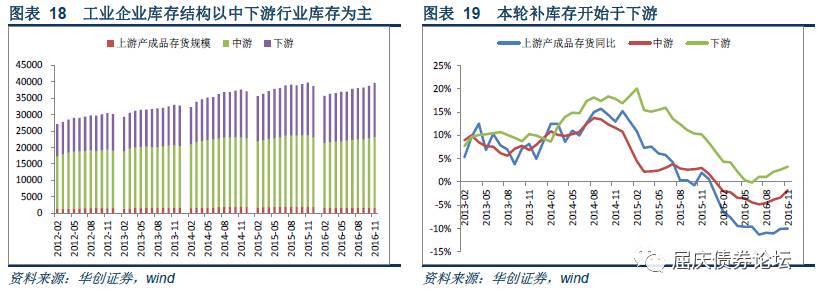 图表 18 工业企业库存结构以中下游行业库存为主
上游产成品存货规模 中游 下游
45000
40000
35000
30000
25000
20000
15000
10000
5000
0
2012-02 2012-05 2012-08 2012-11 2013-02 2013-05 2013-08 2013-11 2014-02 2014-05 2014-08 2014-11 2015-02 2015-05 2015-08 2015-11 2016-02 2016-05 2016-08 2016-11
资料来源：华创证券，wind
图表 19 本轮补库存开始于下游
上游产成品存货同比 中游 下游
25%
20%
15%
10%
5%
0%
-5%
-10%
-15%
2013-02 2013-05 2013-08 2013-11 2014-02 2014-05 2014-08 2014-11 2015-02 2015-05 2015-08 2015-11 2016-02 2016-05 2016-08 2016-11
资料来源：华创证券，wind
屈庆债券论坛